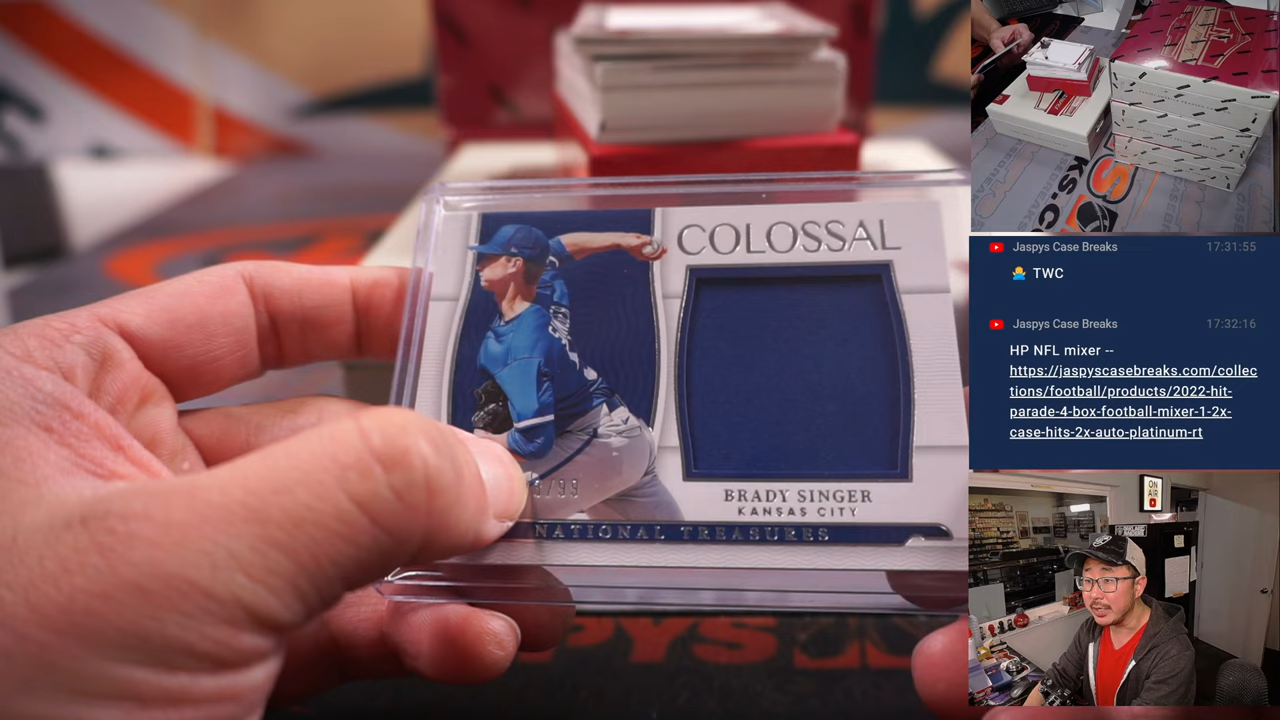 COLOSSAL
BRADY SINGER
KANSAS CITY
NATIONAL TREASURES
Jaspys Case Breaks 17:31:55
🤷 TWC
Jaspys Case Breaks 17:32:16
HP NFL mixer --
https://jaspyscasebreaks.com/collec
tions/football/products/2022-hit-
parade-4-box-football-mixer-1-2x-
case-hits-2x-auto-platinum-rt
ON
AIR